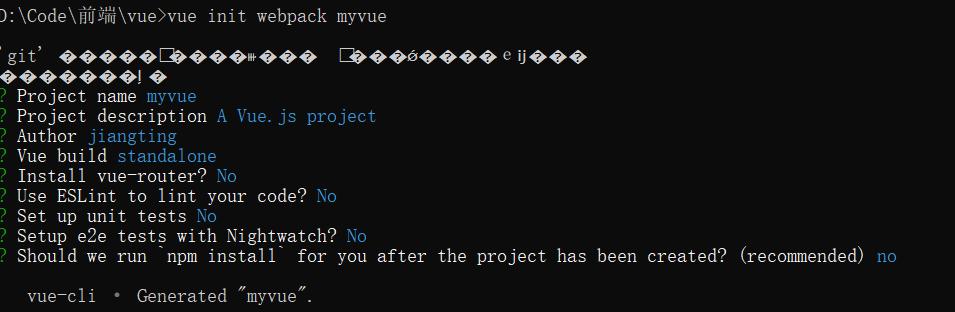 D:\Code\前端\vue>vue init webpack myvue
'git'
? Project name myvue
? Project description A Vue.js project
? Author jiangting
? Vue build standalone
? Install vue-router? No
? Use ESLint to lint your code? No
? Set up unit tests No
? Setup e2e tests with Nightwatch? No
? Should we run `npm install` for you after the project has been created? (recommended) no
vue-cli · Generated "myvue".